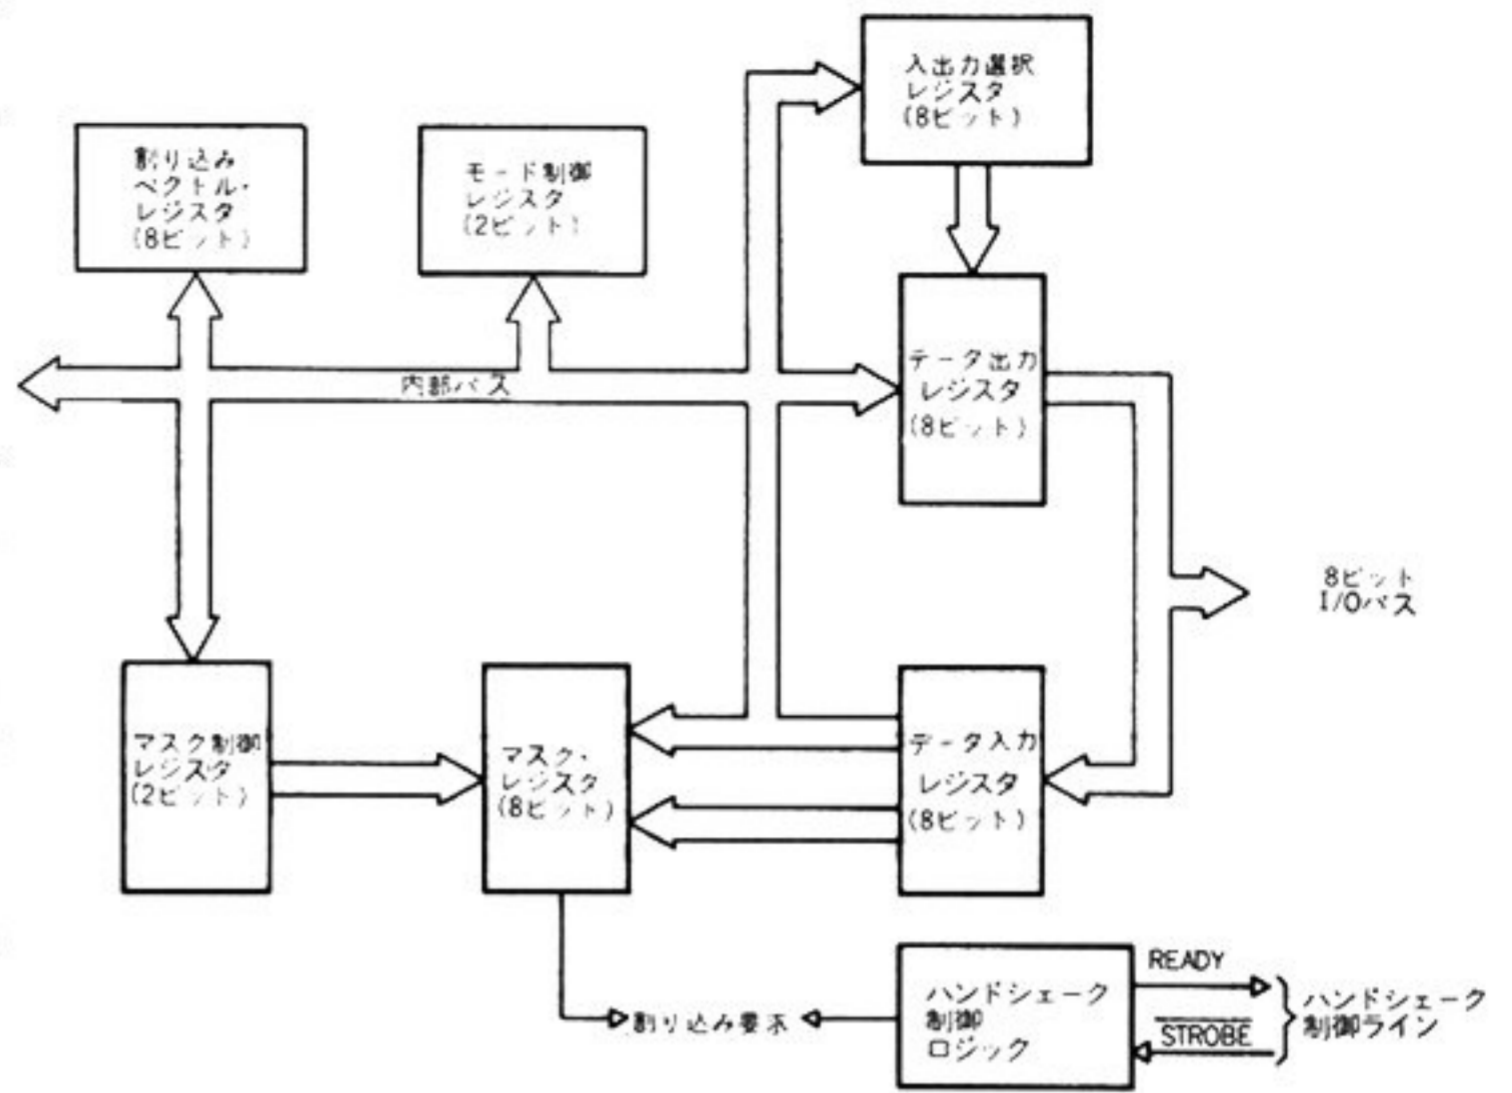 入出力選択
レジスタ
(8ビット)
割り込み
ベクトル・
レジスタ
(8ビット)
モード制御
レジスタ
(2ビット)
内部バス
データ出力
レジスタ
(8ビット)
8ビット
I/Oバス
マスク制御
レジスタ
(2ビット)
マスク・
レジスタ
(8ビット)
データ入力
レジスタ
(8ビット)
割り込み要求
ハンドシェーク
制御
ロジック
READY
STROBE
ハンドシェーク
制御ライン